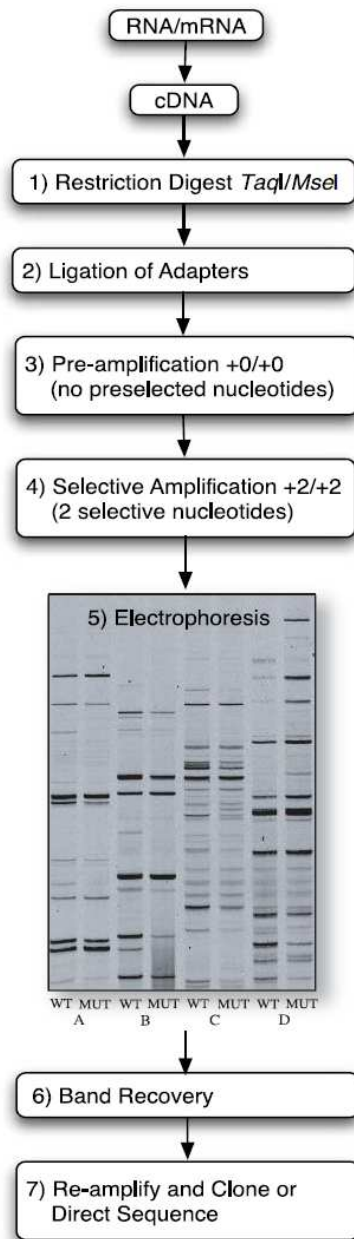 RNA/mRNA
cDNA
1) Restriction Digest TaqI/MseI
2) Ligation of Adapters
3) Pre-amplification +0/+0
(no preselected nucleotides)
4) Selective Amplification +2/+2
(2 selective nucleotides)
5) Electrophoresis
WT MUT WT MUT WT MUT WT MUT
A B C D
6) Band Recovery
7) Re-amplify and Clone or
Direct Sequence